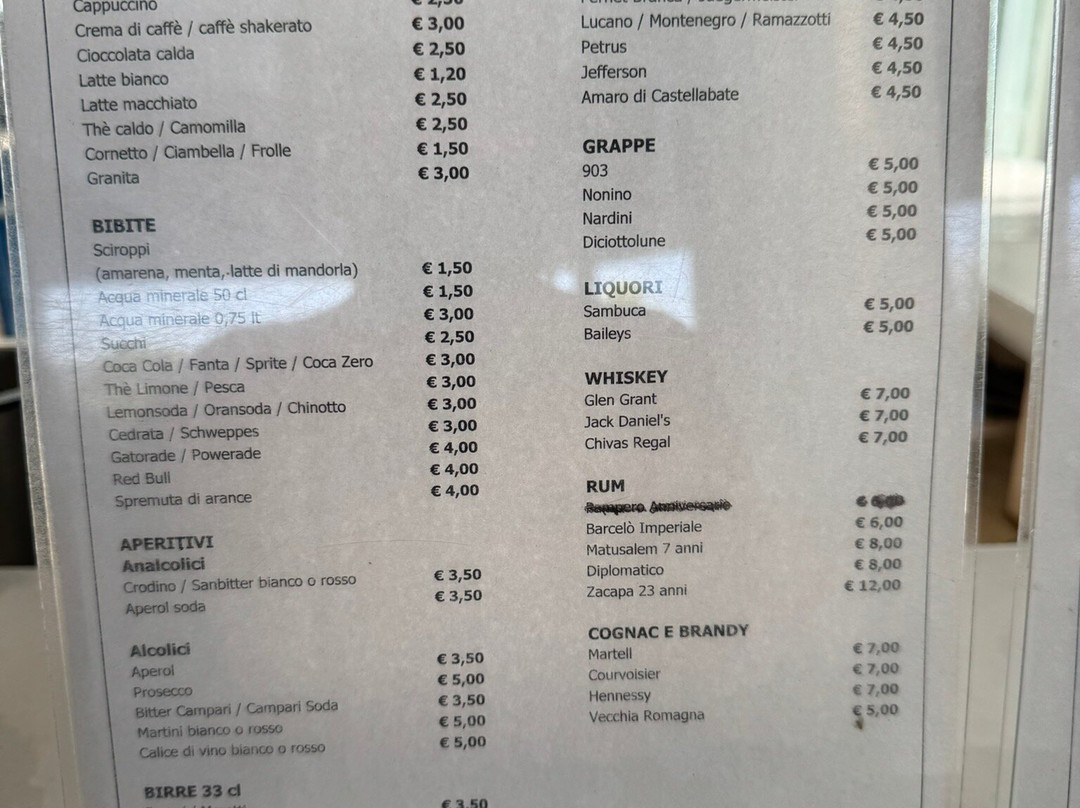 Cappuccino € 2,50
Crema di caffè / caffè shakerato € 3,00
Cioccolata calda € 2,50
Latte bianco € 1,20
Latte macchiato € 2,50
Thè caldo / Camomilla € 2,50
Cornetto / Ciambella / Frolle € 1,50
Granita € 3,00
BIBITE
Sciroppi
(amarena, menta, latte di mandorla) € 1,50
Acqua minerale 50 cl € 1,50
Acqua minerale 0,75 lt € 3,00
Succhi € 2,50
Coca Cola / Fanta / Sprite / Coca Zero € 3,00
Thè Limone / Pesca € 3,00
Lemonsoda / Oransoda / Chinotto € 3,00
Cedrata / Schweppes € 3,00
Gatorade / Powerade € 4,00
Red Bull € 4,00
Spremuta di arance € 4,00
APERITIVI
Analcolici
Crodino / Sanbitter bianco o rosso € 3,50
Aperol soda € 3,50
Alcolici
Aperol € 3,50
Prosecco € 5,00
Bitter Campari / Campari Soda € 3,50
Martini bianco o rosso € 5,00
Calice di vino bianco o rosso € 5,00
BIRRE 33 cl
€ 3,50
Lucano / Montenegro / Ramazzotti € 4,50
Petrus € 4,50
Jefferson € 4,50
Amaro di Castellabate € 4,50
GRAPPE
903 € 5,00
Nonino € 5,00
Nardini € 5,00
Diciottolune € 5,00
LIQUORI
Sambuca € 5,00
Baileys € 5,00
WHISKEY
Glen Grant € 7,00
Jack Daniel's € 7,00
Chivas Regal € 7,00
RUM
Pampero Anniversario
Barcelò Imperiale € 6,00
Matusalem 7 anni € 8,00
Diplomatico € 8,00
Zacapa 23 anni € 12,00
COGNAC E BRANDY
Martell € 7,00
Courvoisier € 7,00
Hennessy € 7,00
Vecchia Romagna € 5,00